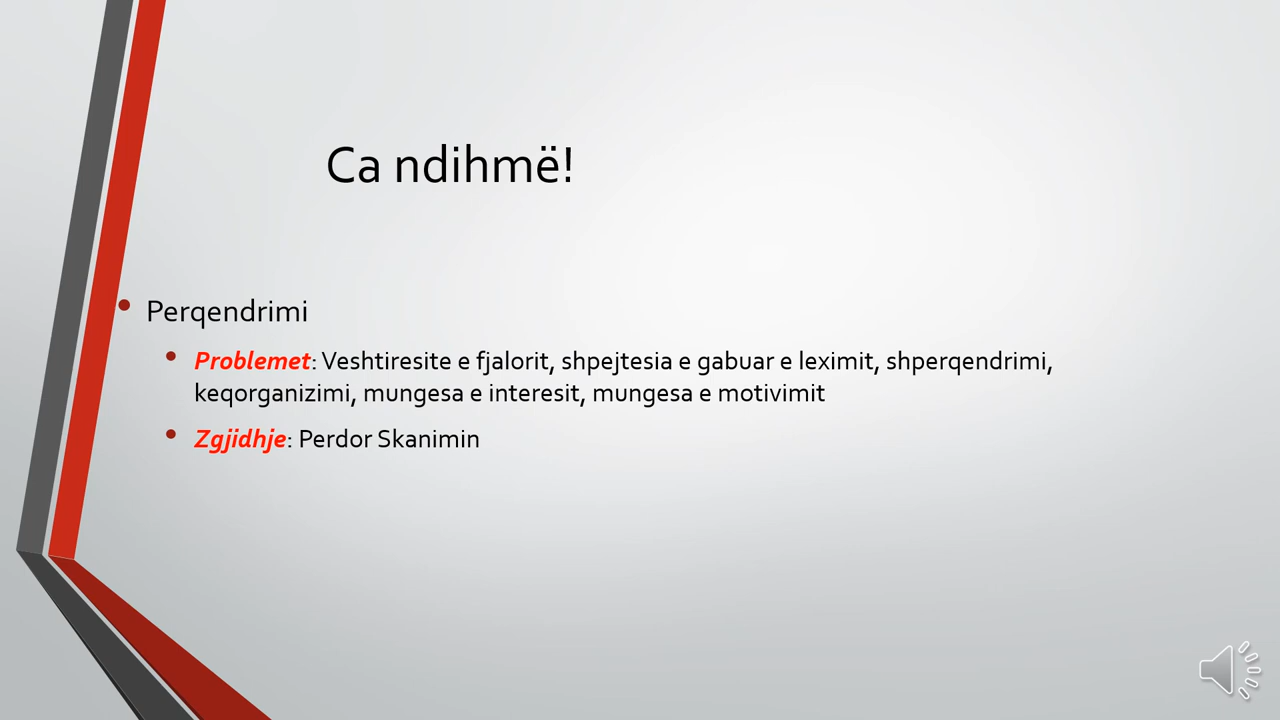 Ca ndihmë!
Perqendrimi
Problemet: Veshtiresite e fjalorit, shpejtesia e gabuar e leximit, shperqendrimi,
keqorganizimi, mungesa e interesit, mungesa e motivimit
Zgjidhje: Perdor Skanimin